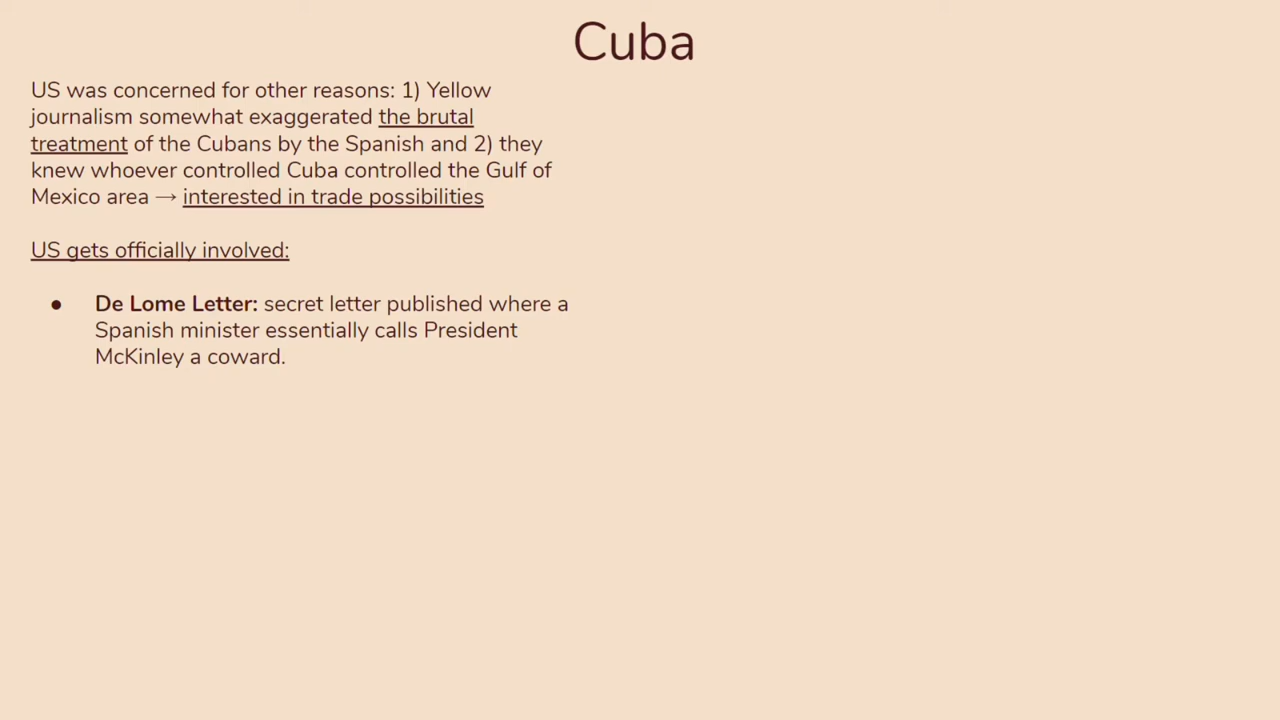 Cuba
US was concerned for other reasons: 1) Yellow
journalism somewhat exaggerated the brutal
treatment of the Cubans by the Spanish and 2) they
knew whoever controlled Cuba controlled the Gulf of
Mexico area → interested in trade possibilities
US gets officially involved:
● De Lome Letter: secret letter published where a
Spanish minister essentially calls President
McKinley a coward.